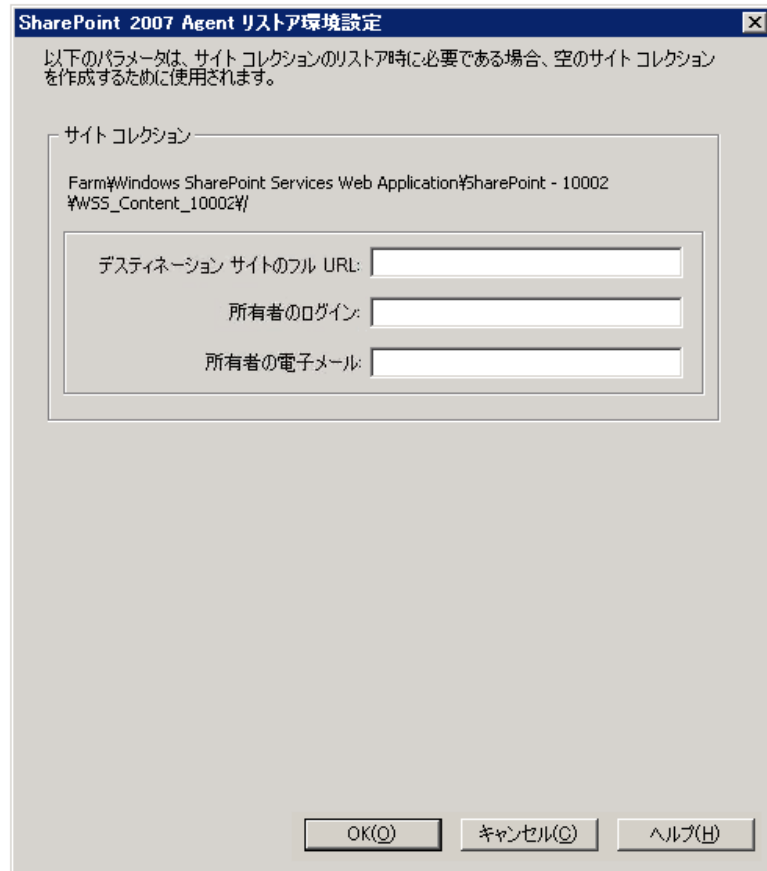 SharePoint 2007 Agent リストア環境設定
以下のパラメータは、サイト コレクションのリストア時に必要である場合、空のサイト コレクション
を作成するために使用されます。
サイト コレクション
Farm¥Windows SharePoint Services Web Application¥SharePoint - 10002
¥WSS_Content_10002¥/
デスティネーション サイトのフル URL:
所有者のログイン:
所有者の電子メール:
OK(O) キャンセル(C) ヘルプ(H)